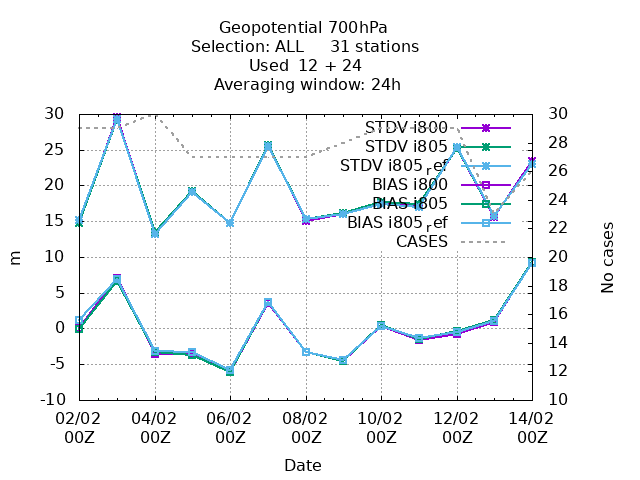 Geopotential 700hPa
Selection: ALL 31 stations
Used 12 + 24
Averaging window: 24h
STDV i800
STDV i805
STDV i805ref
BIAS i800
BIAS i805
BIAS i805ref
CASES
30
25
20
15
10
5
0
-5
-10
m
30
28
26
24
22
20
18
16
14
12
10
No cases
02/02 04/02 06/02 08/02 10/02 12/02 14/02
00Z 00Z 00Z 00Z 00Z 00Z 00Z
Date